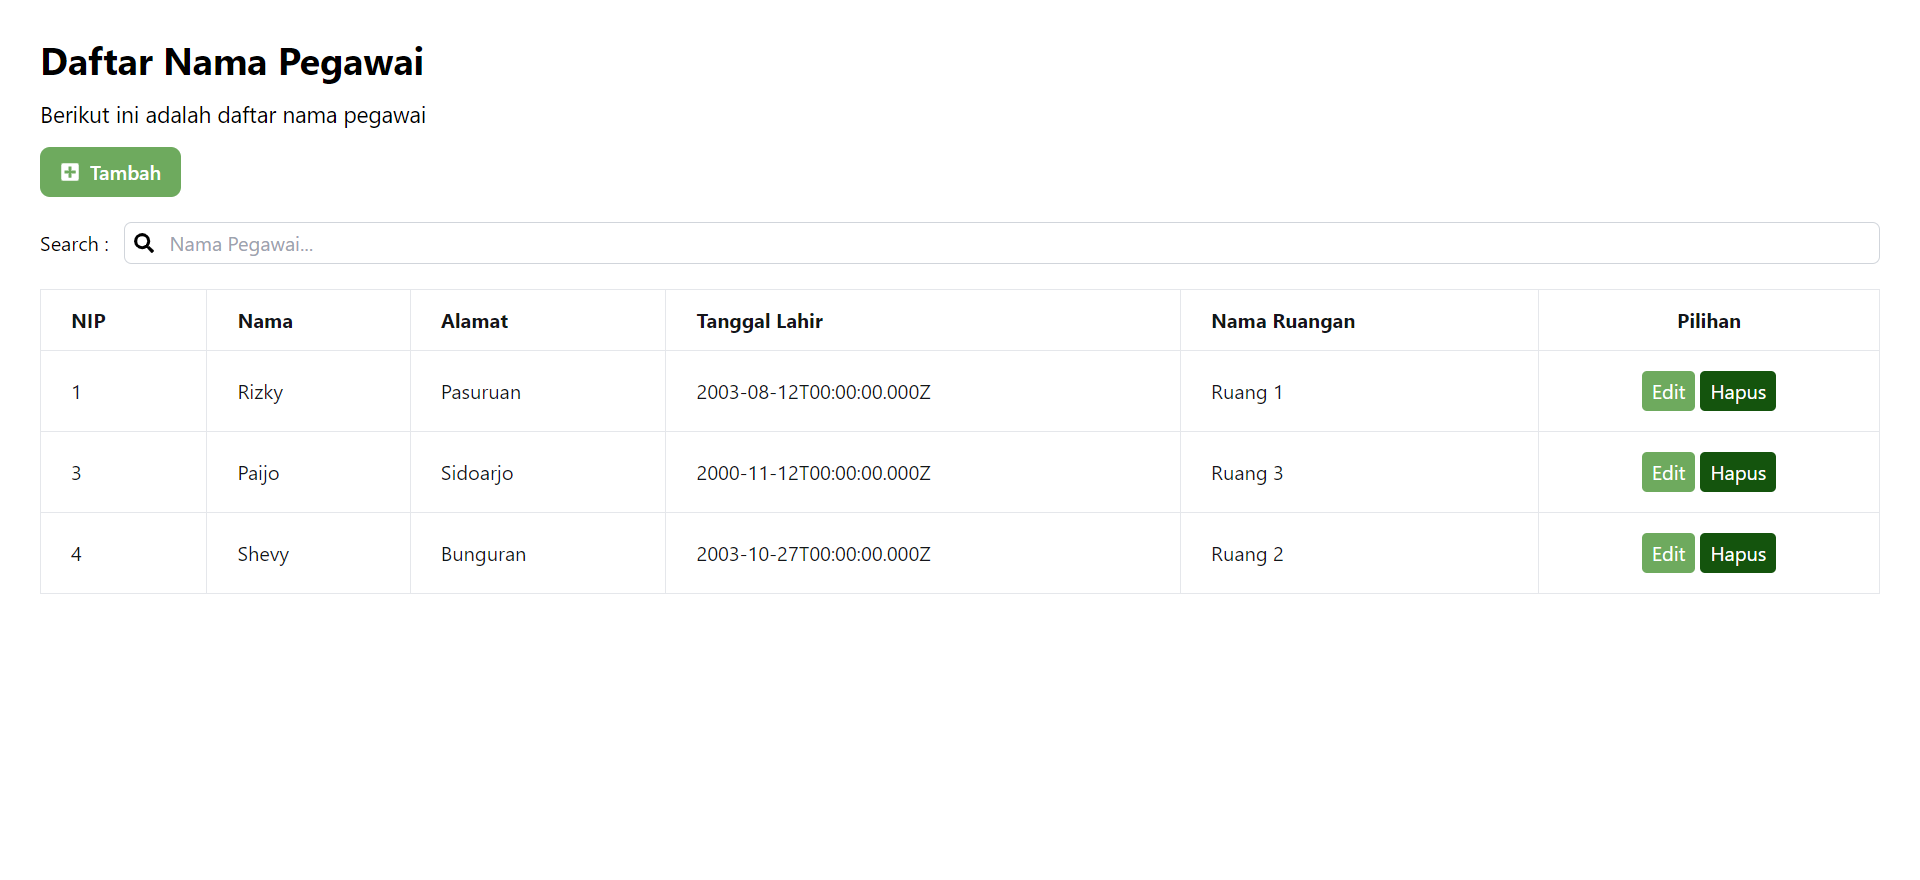 Daftar Nama Pegawai
Berikut ini adalah daftar nama pegawai
Tambah
Search : Nama Pegawai...
NIP Nama Alamat Tanggal Lahir Nama Ruangan Pilihan
1 Rizky Pasuruan 2003-08-12T00:00:00.000Z Ruang 1 Edit Hapus
3 Paijo Sidoarjo 2000-11-12T00:00:00.000Z Ruang 3 Edit Hapus
4 Shevy Bunguran 2003-10-27T00:00:00.000Z Ruang 2 Edit Hapus